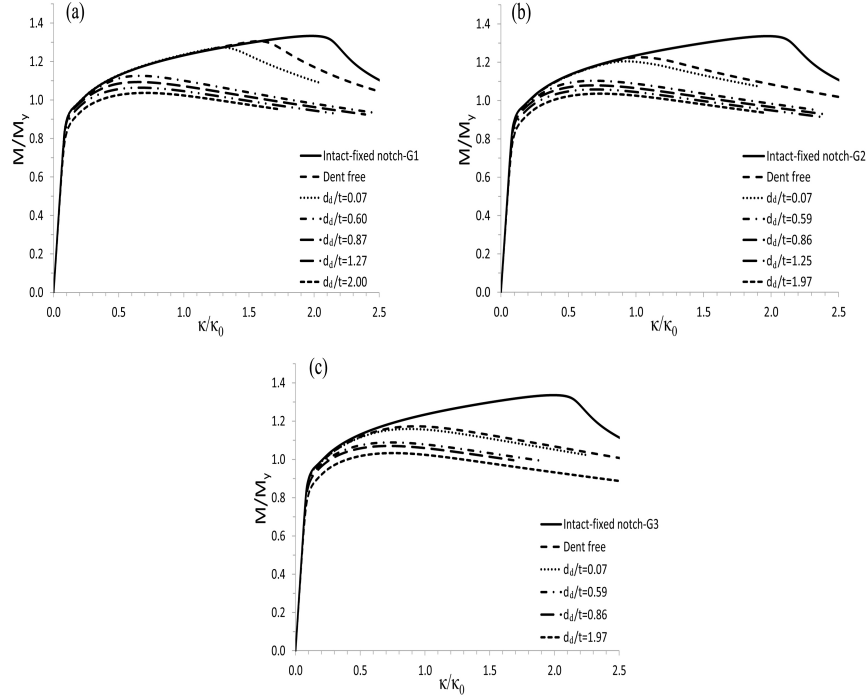 (a)
1.4
1.2
1.0
0.8
0.6
0.4
0.2
0.0
M/My
Intact-fixed notch-G1
Dent free
dd/t=0.07
dd/t=0.60
dd/t=0.87
dd/t=1.27
dd/t=2.00
0.0 0.5 1.0 1.5 2.0 2.5
κ/κ0
(b)
1.4
1.2
1.0
0.8
0.6
0.4
0.2
0.0
M/My
Intact-fixed notch-G2
Dent free
dd/t=0.07
dd/t=0.59
dd/t=0.86
dd/t=1.25
dd/t=1.97
0.0 0.5 1.0 1.5 2.0 2.5
κ/κ0
(c)
1.4
1.2
1.0
0.8
0.6
0.4
0.2
0.0
M/My
Intact-fixed notch-G3
Dent free
dd/t=0.07
dd/t=0.59
dd/t=0.86
dd/t=1.97
0.0 0.5 1.0 1.5 2.0 2.5
κ/κ0